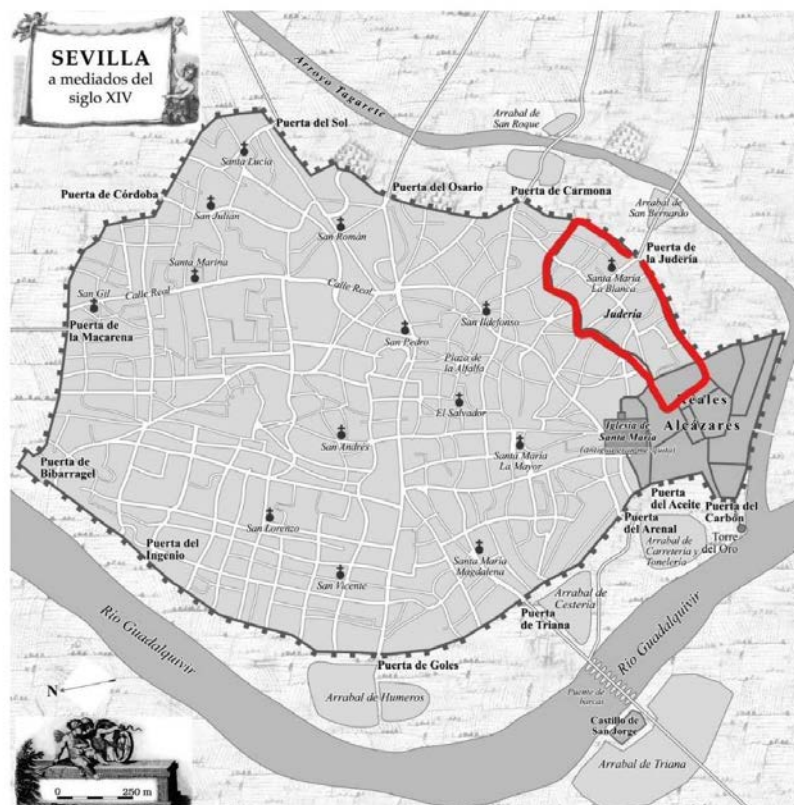 SEVILLA
a mediados del
siglo XIV
Arroyo Tagarete
Arrabal de
San Roque
Puerta del Sol
Santa Lucía
Puerta de Córdoba
Puerta del Osario
Puerta de Carmona
Arrabal de
San Bernardo
San Julián
San Román
Puerta de
la Judería
Santa Marina
Santa María
La Blanca
San Gil
Calle Real
Calle Real
San Ildefonso
Judería
Puerta de
la Macarena
San Pedro
Plaza de
la Alfalfa
El Salvador
Reales
Alcázares
Iglesia de
Santa María
San Andrés
Santa María
La Mayor
Puerta de
Bibarragel
Puerta
del Aceite
Puerta del
Carbón
San Lorenzo
Puerta
del Arenal
Torre
del Oro
Puerta del
Ingenio
Arrabal de
Carretería y
Tonelería
San Vicente
Santa María
Magdalena
Arrabal de
Cestería
Puerta
de Triana
Río Guadalquivir
Río Guadalquivir
Puerta de Goles
N
Arrabal de Humeros
Puente de
barcas
Castillo de
San Jorge
Arrabal de Triana
0 250 m